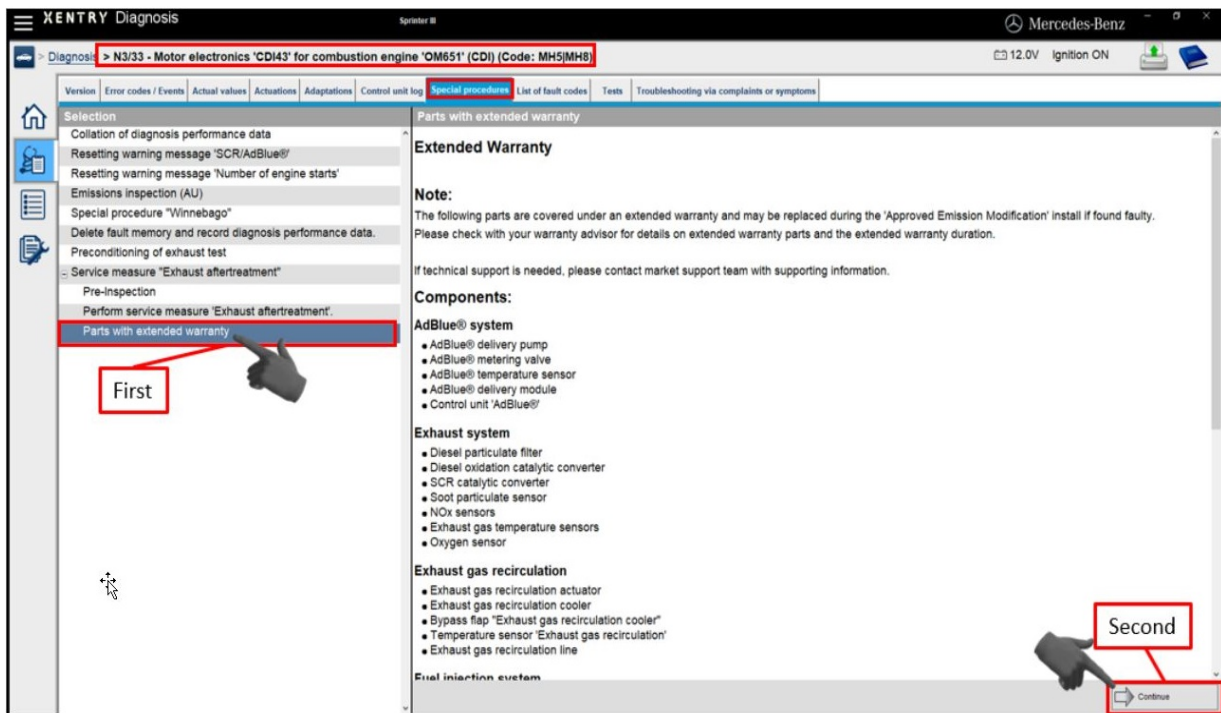 XENTRY Diagnosis
Sprinter III
Mercedes-Benz
> Diagnosis > N3/33 - Motor electronics 'CDI43' for combustion engine 'OM651' (CDI) (Code: MH5|MH8)
12.0V Ignition ON
Version Error codes / Events Actual values Actuations Adaptations Control unit log Special procedures List of fault codes Tests Troubleshooting via complaints or symptoms
Selection
Collation of diagnosis performance data
Resetting warning message 'SCR/AdBlue®'
Resetting warning message 'Number of engine starts'
Emissions inspection (AU)
Special procedure "Winnebago"
Delete fault memory and record diagnosis performance data.
Preconditioning of exhaust test
Service measure "Exhaust aftertreatment"
Pre-Inspection
Perform service measure 'Exhaust aftertreatment'.
Parts with extended warranty
First
Parts with extended warranty
Extended Warranty
Note:
The following parts are covered under an extended warranty and may be replaced during the 'Approved Emission Modification' install if found faulty.
Please check with your warranty advisor for details on extended warranty parts and the extended warranty duration.
If technical support is needed, please contact market support team with supporting information.
Components:
AdBlue® system
• AdBlue® delivery pump
• AdBlue® metering valve
• AdBlue® temperature sensor
• AdBlue® delivery module
• Control unit 'AdBlue®'
Exhaust system
• Diesel particulate filter
• Diesel oxidation catalytic converter
• SCR catalytic converter
• Soot particulate sensor
• NOx sensors
• Exhaust gas temperature sensors
• Oxygen sensor
Exhaust gas recirculation
• Exhaust gas recirculation actuator
• Exhaust gas recirculation cooler
• Bypass flap "Exhaust gas recirculation cooler"
• Temperature sensor 'Exhaust gas recirculation'
• Exhaust gas recirculation line
Fuel injection system
Second
Continue